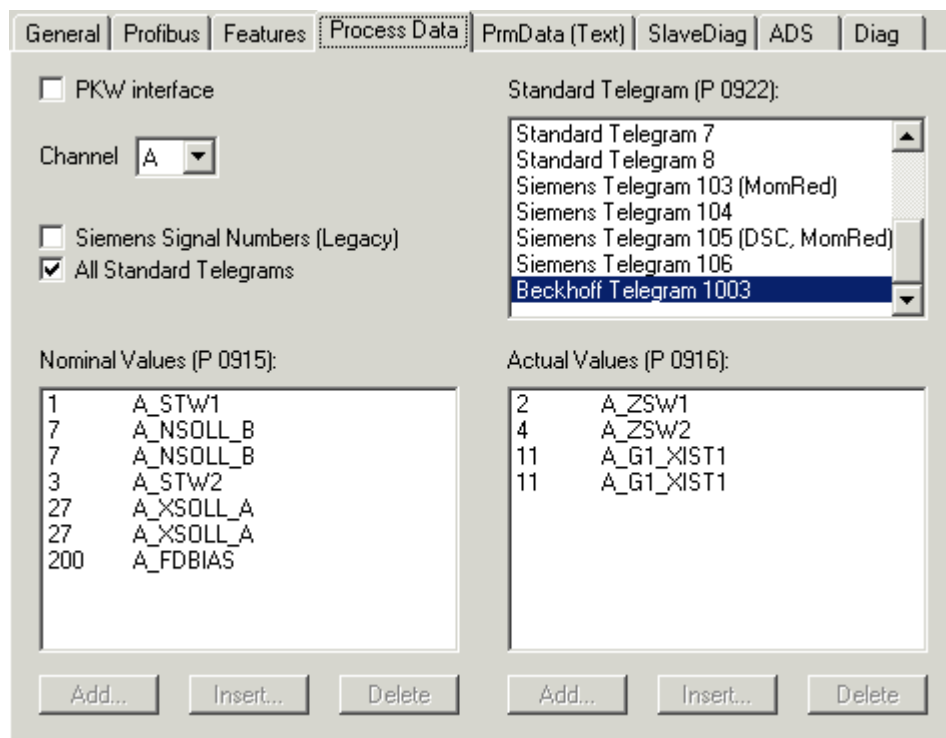 General Profibus Features Process Data PrmData (Text) SlaveDiag ADS Diag
PKW interface
Channel A
Siemens Signal Numbers (Legacy)
All Standard Telegrams
Standard Telegram (P 0922):
Standard Telegram 7
Standard Telegram 8
Siemens Telegram 103 (MomRed)
Siemens Telegram 104
Siemens Telegram 105 (DSC, MomRed)
Siemens Telegram 106
Beckhoff Telegram 1003
Nominal Values (P 0915):
1 A_STW1
7 A_NSOLL_B
7 A_NSOLL_B
3 A_STW2
27 A_XSOLL_A
27 A_XSOLL_A
200 A_FDBIAS
Add... Insert... Delete
Actual Values (P 0916):
2 A_ZSW1
4 A_ZSW2
11 A_G1_XIST1
11 A_G1_XIST1
Add... Insert... Delete